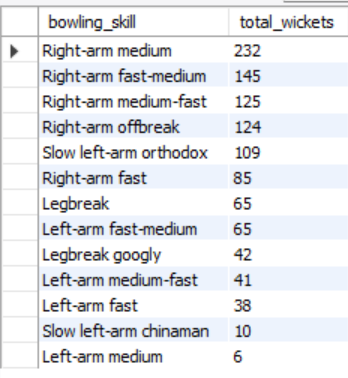 bowling_skill total_wickets
Right-arm medium 232
Right-arm fast-medium 145
Right-arm medium-fast 125
Right-arm offbreak 124
Slow left-arm orthodox 109
Right-arm fast 85
Legbreak 65
Left-arm fast-medium 65
Legbreak googly 42
Left-arm medium-fast 41
Left-arm fast 38
Slow left-arm chinaman 10
Left-arm medium 6